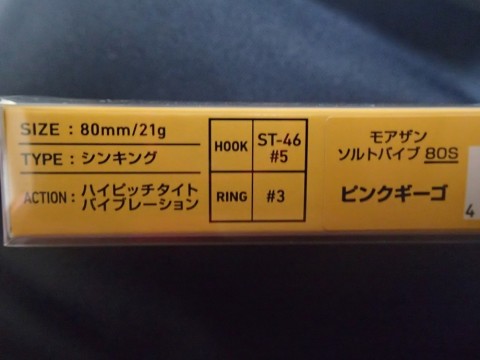 SIZE : 80mm/21g
TYPE : シンキング
ACTION : ハイピッチタイト
バイブレーション
HOOK
ST-46
#5
RING
#3
モアザン
ソルトバイブ 80S
ピンクギーゴ
4